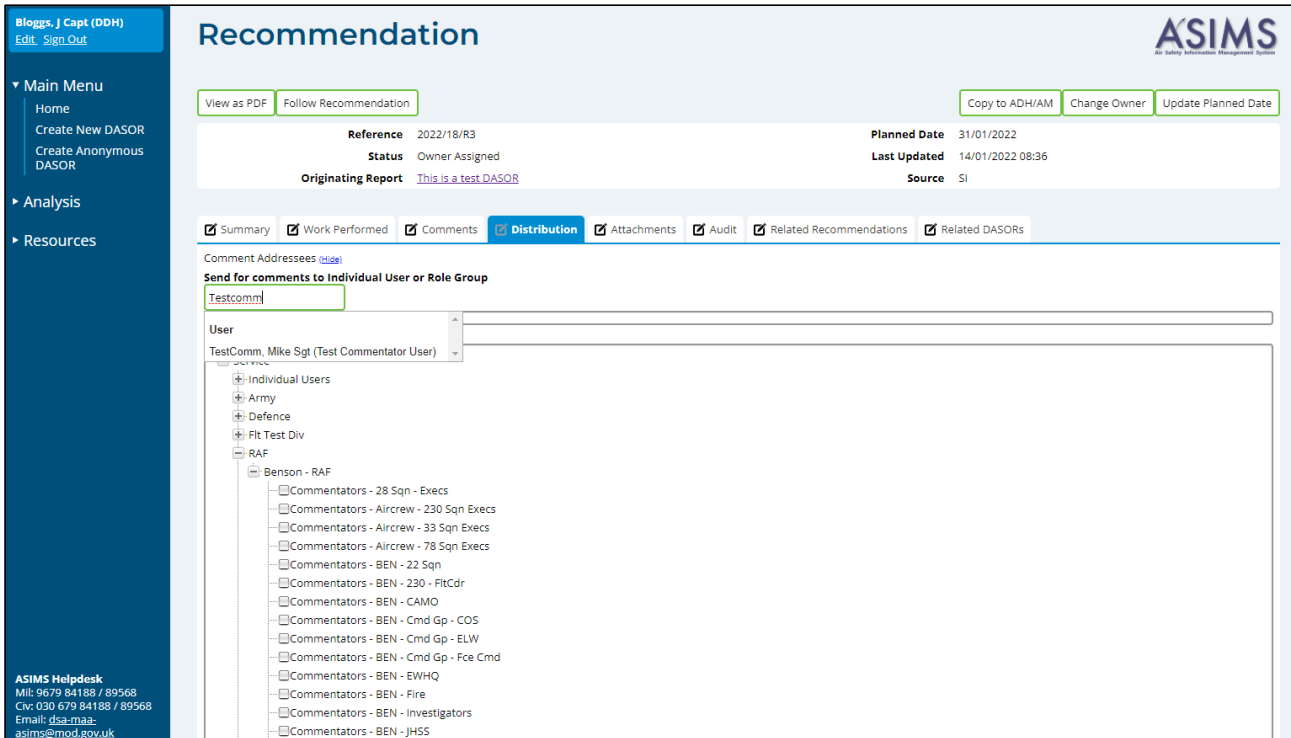 Bloggs, J Capt (DDH)
Edit Sign Out
Main Menu
Home
Create New DASOR
Create Anonymous
DASOR
Analysis
Resources
ASIMS Helpdesk
Mil: 9679 84188 / 89568
Civ: 030 679 84188 / 89568
Email: dsa-maa-
asims@mod.gov.uk
Recommendation
ASIMS
Air Safety Information Management System
View as PDF Follow Recommendation Copy to ADH/AM Change Owner Update Planned Date
Reference 2022/18/R3 Planned Date 31/01/2022
Status Owner Assigned Last Updated 14/01/2022 08:36
Originating Report This is a test DASOR Source SI
Summary Work Performed Comments Distribution Attachments Audit Related Recommendations Related DASORs
Comment Addressees (Hide)
Send for comments to Individual User or Role Group
Testcomm
User
TestComm, Mike Sgt (Test Commentator User)
Service
Individual Users
Army
Defence
Flt Test Div
RAF
Benson - RAF
Commentators - 28 Sqn - Execs
Commentators - Aircrew - 230 Sqn Execs
Commentators - Aircrew - 33 Sqn Execs
Commentators - Aircrew - 78 Sqn Execs
Commentators - BEN - 22 Sqn
Commentators - BEN - 230 - FltCdr
Commentators - BEN - CAMO
Commentators - BEN - Cmd Gp - COS
Commentators - BEN - Cmd Gp - ELW
Commentators - BEN - Cmd Gp - Fce Cmd
Commentators - BEN - EWHQ
Commentators - BEN - Fire
Commentators - BEN - Investigators
Commentators - BEN - JHSS